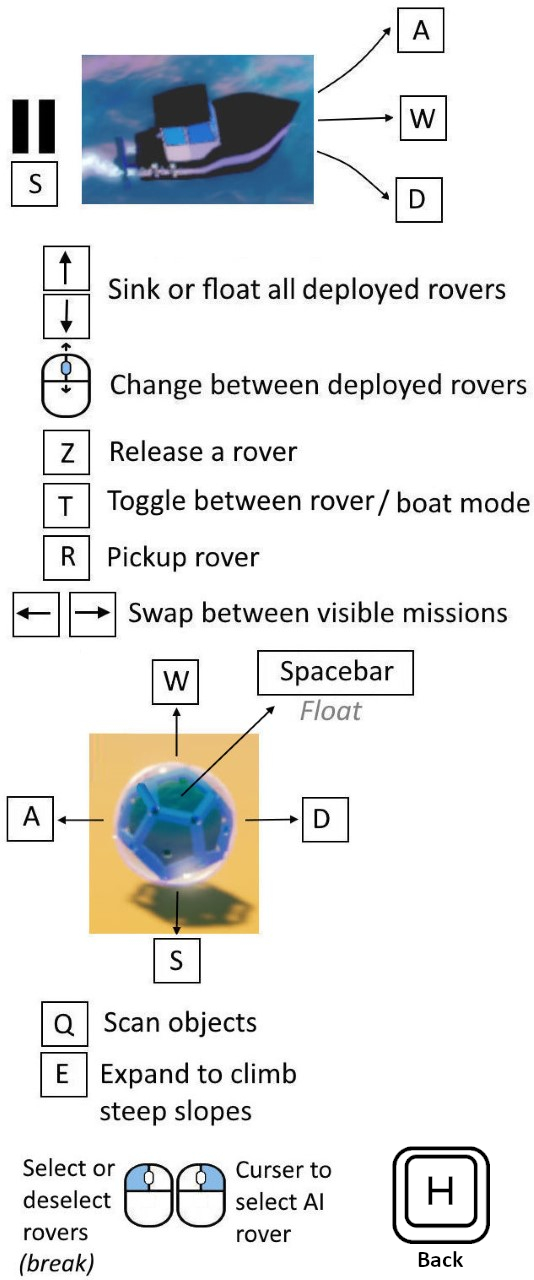 A
W
S
D
Sink or float all deployed rovers
Change between deployed rovers
Z Release a rover
T Toggle between rover / boat mode
R Pickup rover
Swap between visible missions
W
Spacebar
Float
A
D
S
Q Scan objects
E Expand to climb
steep slopes
Select or
deselect
rovers
(break)
Curser to
select AI
rover
H
Back